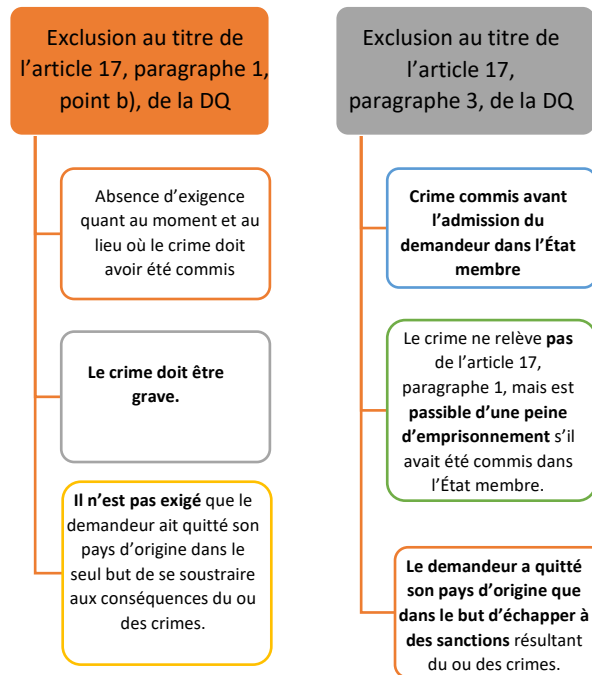 Exclusion au titre de
l’article 17, paragraphe 1,
point b), de la DQ
Absence d’exigence
quant au moment et au
lieu où le crime doit
avoir été commis
Le crime doit être
grave.
Il n’est pas exigé que le
demandeur ait quitté son
pays d’origine dans le
seul but de se soustraire
aux conséquences du ou
des crimes.
Exclusion au titre de
l’article 17,
paragraphe 3, de la DQ
Crime commis avant
l’admission du
demandeur dans l’État
membre
Le crime ne relève pas
de l’article 17,
paragraphe 1, mais est
passible d’une peine
d’emprisonnement s’il
avait été commis dans
l’État membre.
Le demandeur a quitté
son pays d’origine que
dans le but d’échapper à
des sanctions résultant
du ou des crimes.